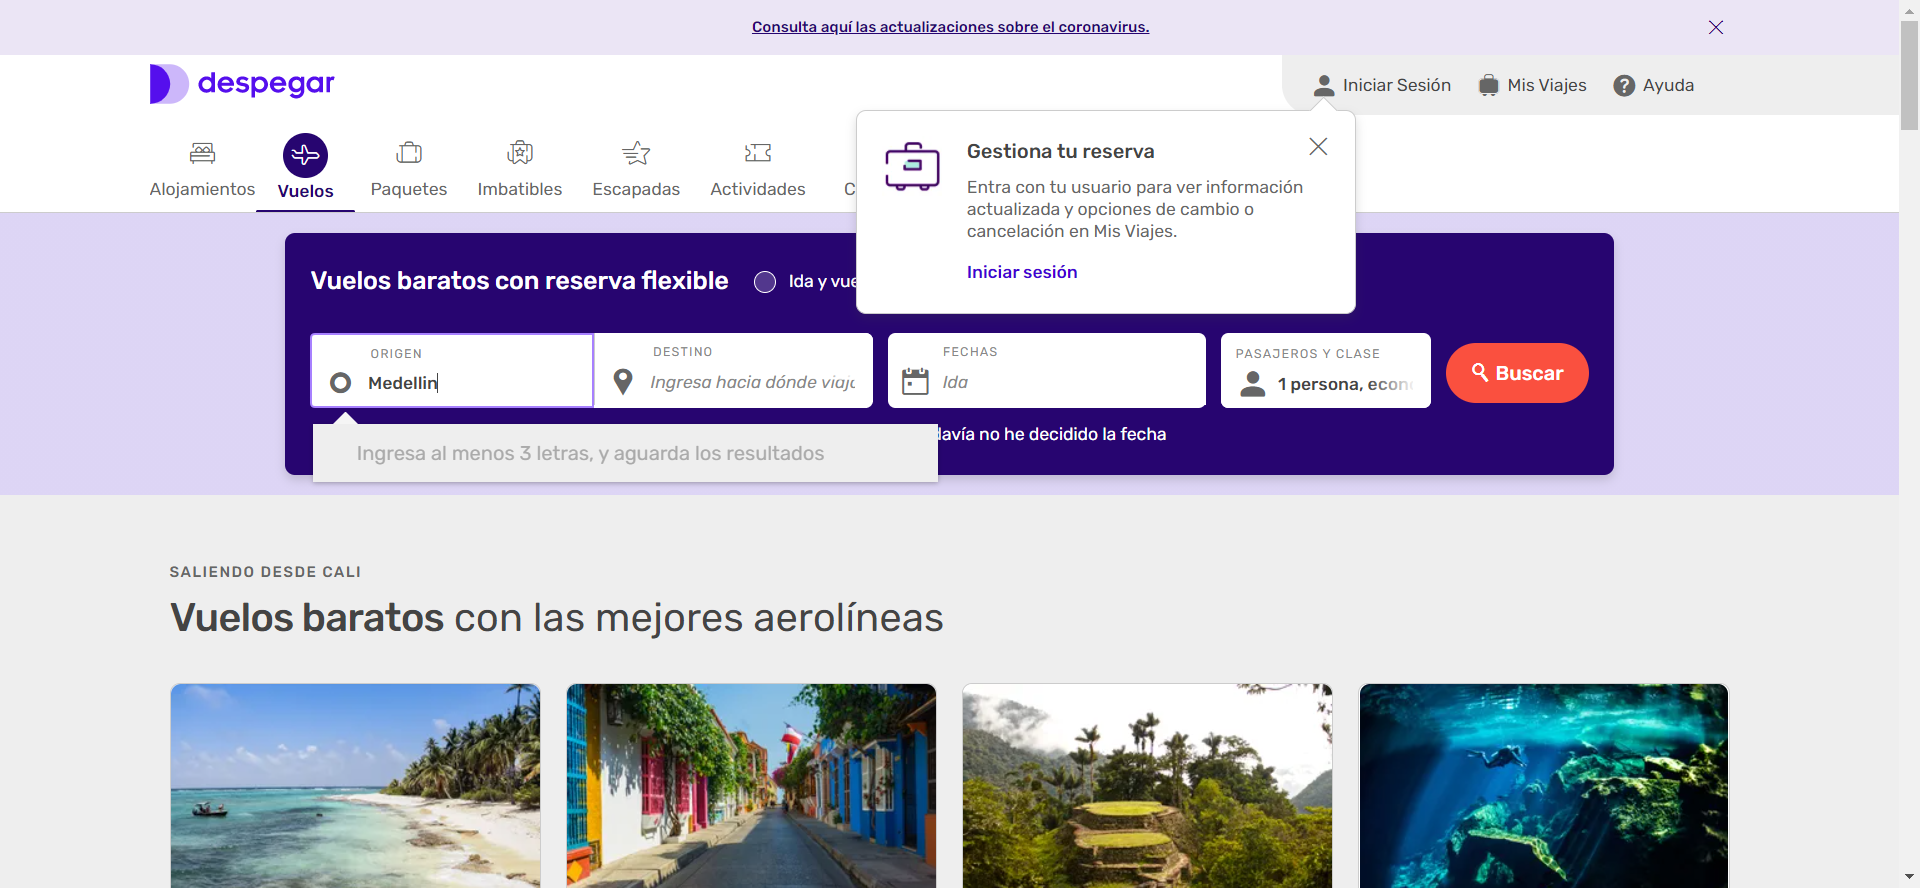 Consulta aquí las actualizaciones sobre el coronavirus.
despegar
Iniciar Sesión
Mis Viajes
Ayuda
Alojamientos
Vuelos
Paquetes
Imbatibles
Escapadas
Actividades
Gestiona tu reserva
Entra con tu usuario para ver información
actualizada y opciones de cambio o
cancelación en Mis Viajes.
Iniciar sesión
Vuelos baratos con reserva flexible
Ida y vue
ORIGEN
Medellin
DESTINO
Ingresa hacia dónde viaja
FECHAS
Ida
PASAJEROS Y CLASE
1 persona, econ
Buscar
Ingresa al menos 3 letras, y aguarda los resultados
davía no he decidido la fecha
SALIENDO DESDE CALI
Vuelos baratos con las mejores aerolíneas